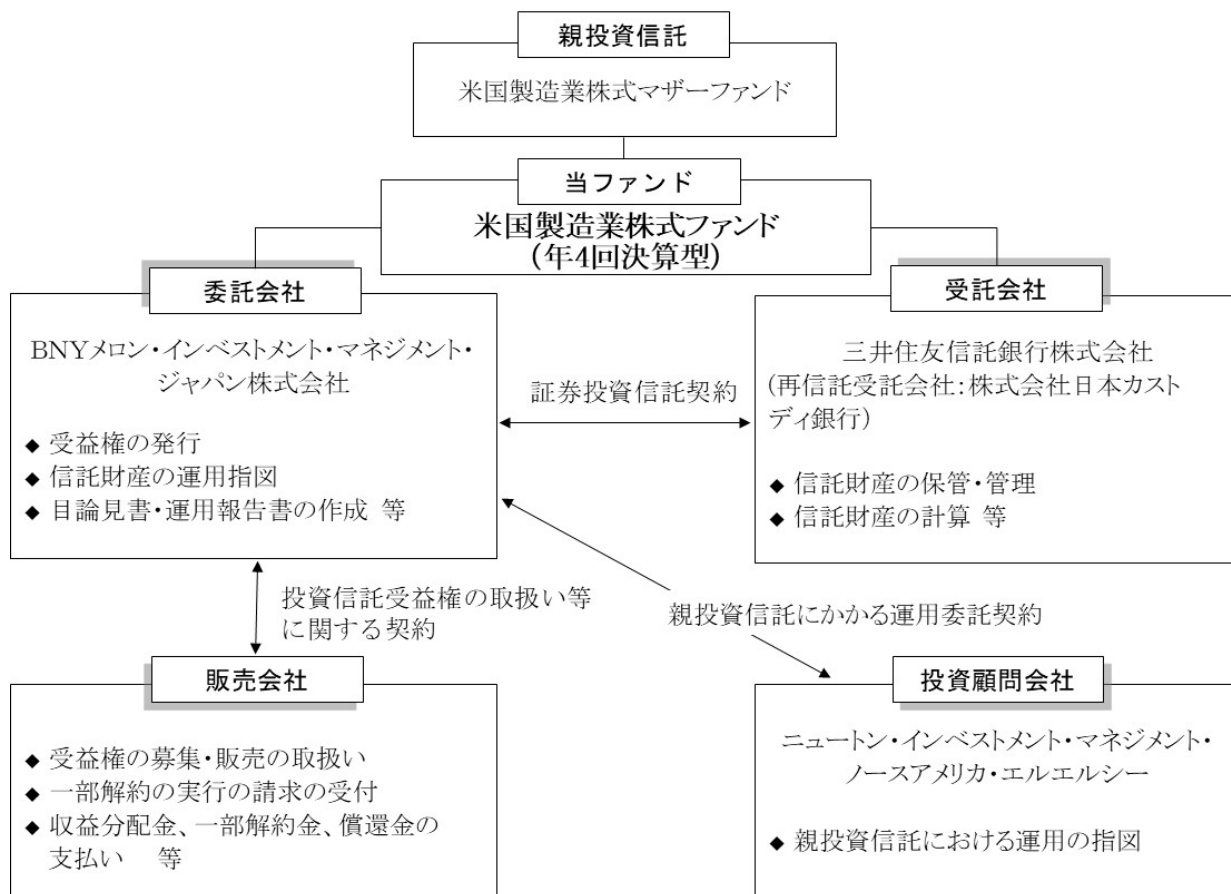 親投資信託
米国製造業株式マザーファンド
当ファンド
米国製造業株式ファンド
(年4回決算型)
委託会社
BNYメロン・インベストメント・マネジメント・
ジャパン株式会社
◆ 受益権の発行
◆ 信託財産の運用指図
◆ 目論見書・運用報告書の作成 等
証券投資信託契約
受託会社
三井住友信託銀行株式会社
(再信託受託会社:株式会社日本カスト
ディ銀行)
◆ 信託財産の保管・管理
◆ 信託財産の計算 等
投資信託受益権の取扱い等
に関する契約
親投資信託にかかる運用委託契約
販売会社
◆ 受益権の募集・販売の取扱い
◆ 一部解約の実行の請求の受付
◆ 収益分配金、一部解約金、償還金の
支払い 等
投資顧問会社
ニュートン・インベストメント・マネジメント・
ノースアメリカ・エルエルシー
◆ 親投資信託における運用の指図